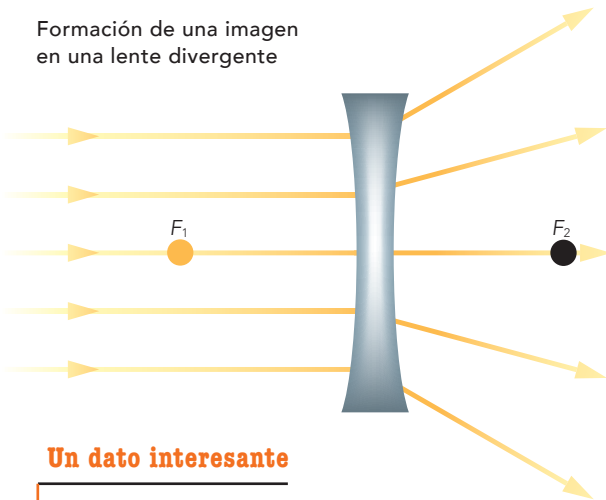 Formación de una imagen
en una lente divergente
F₁
F₂
Un dato interesante